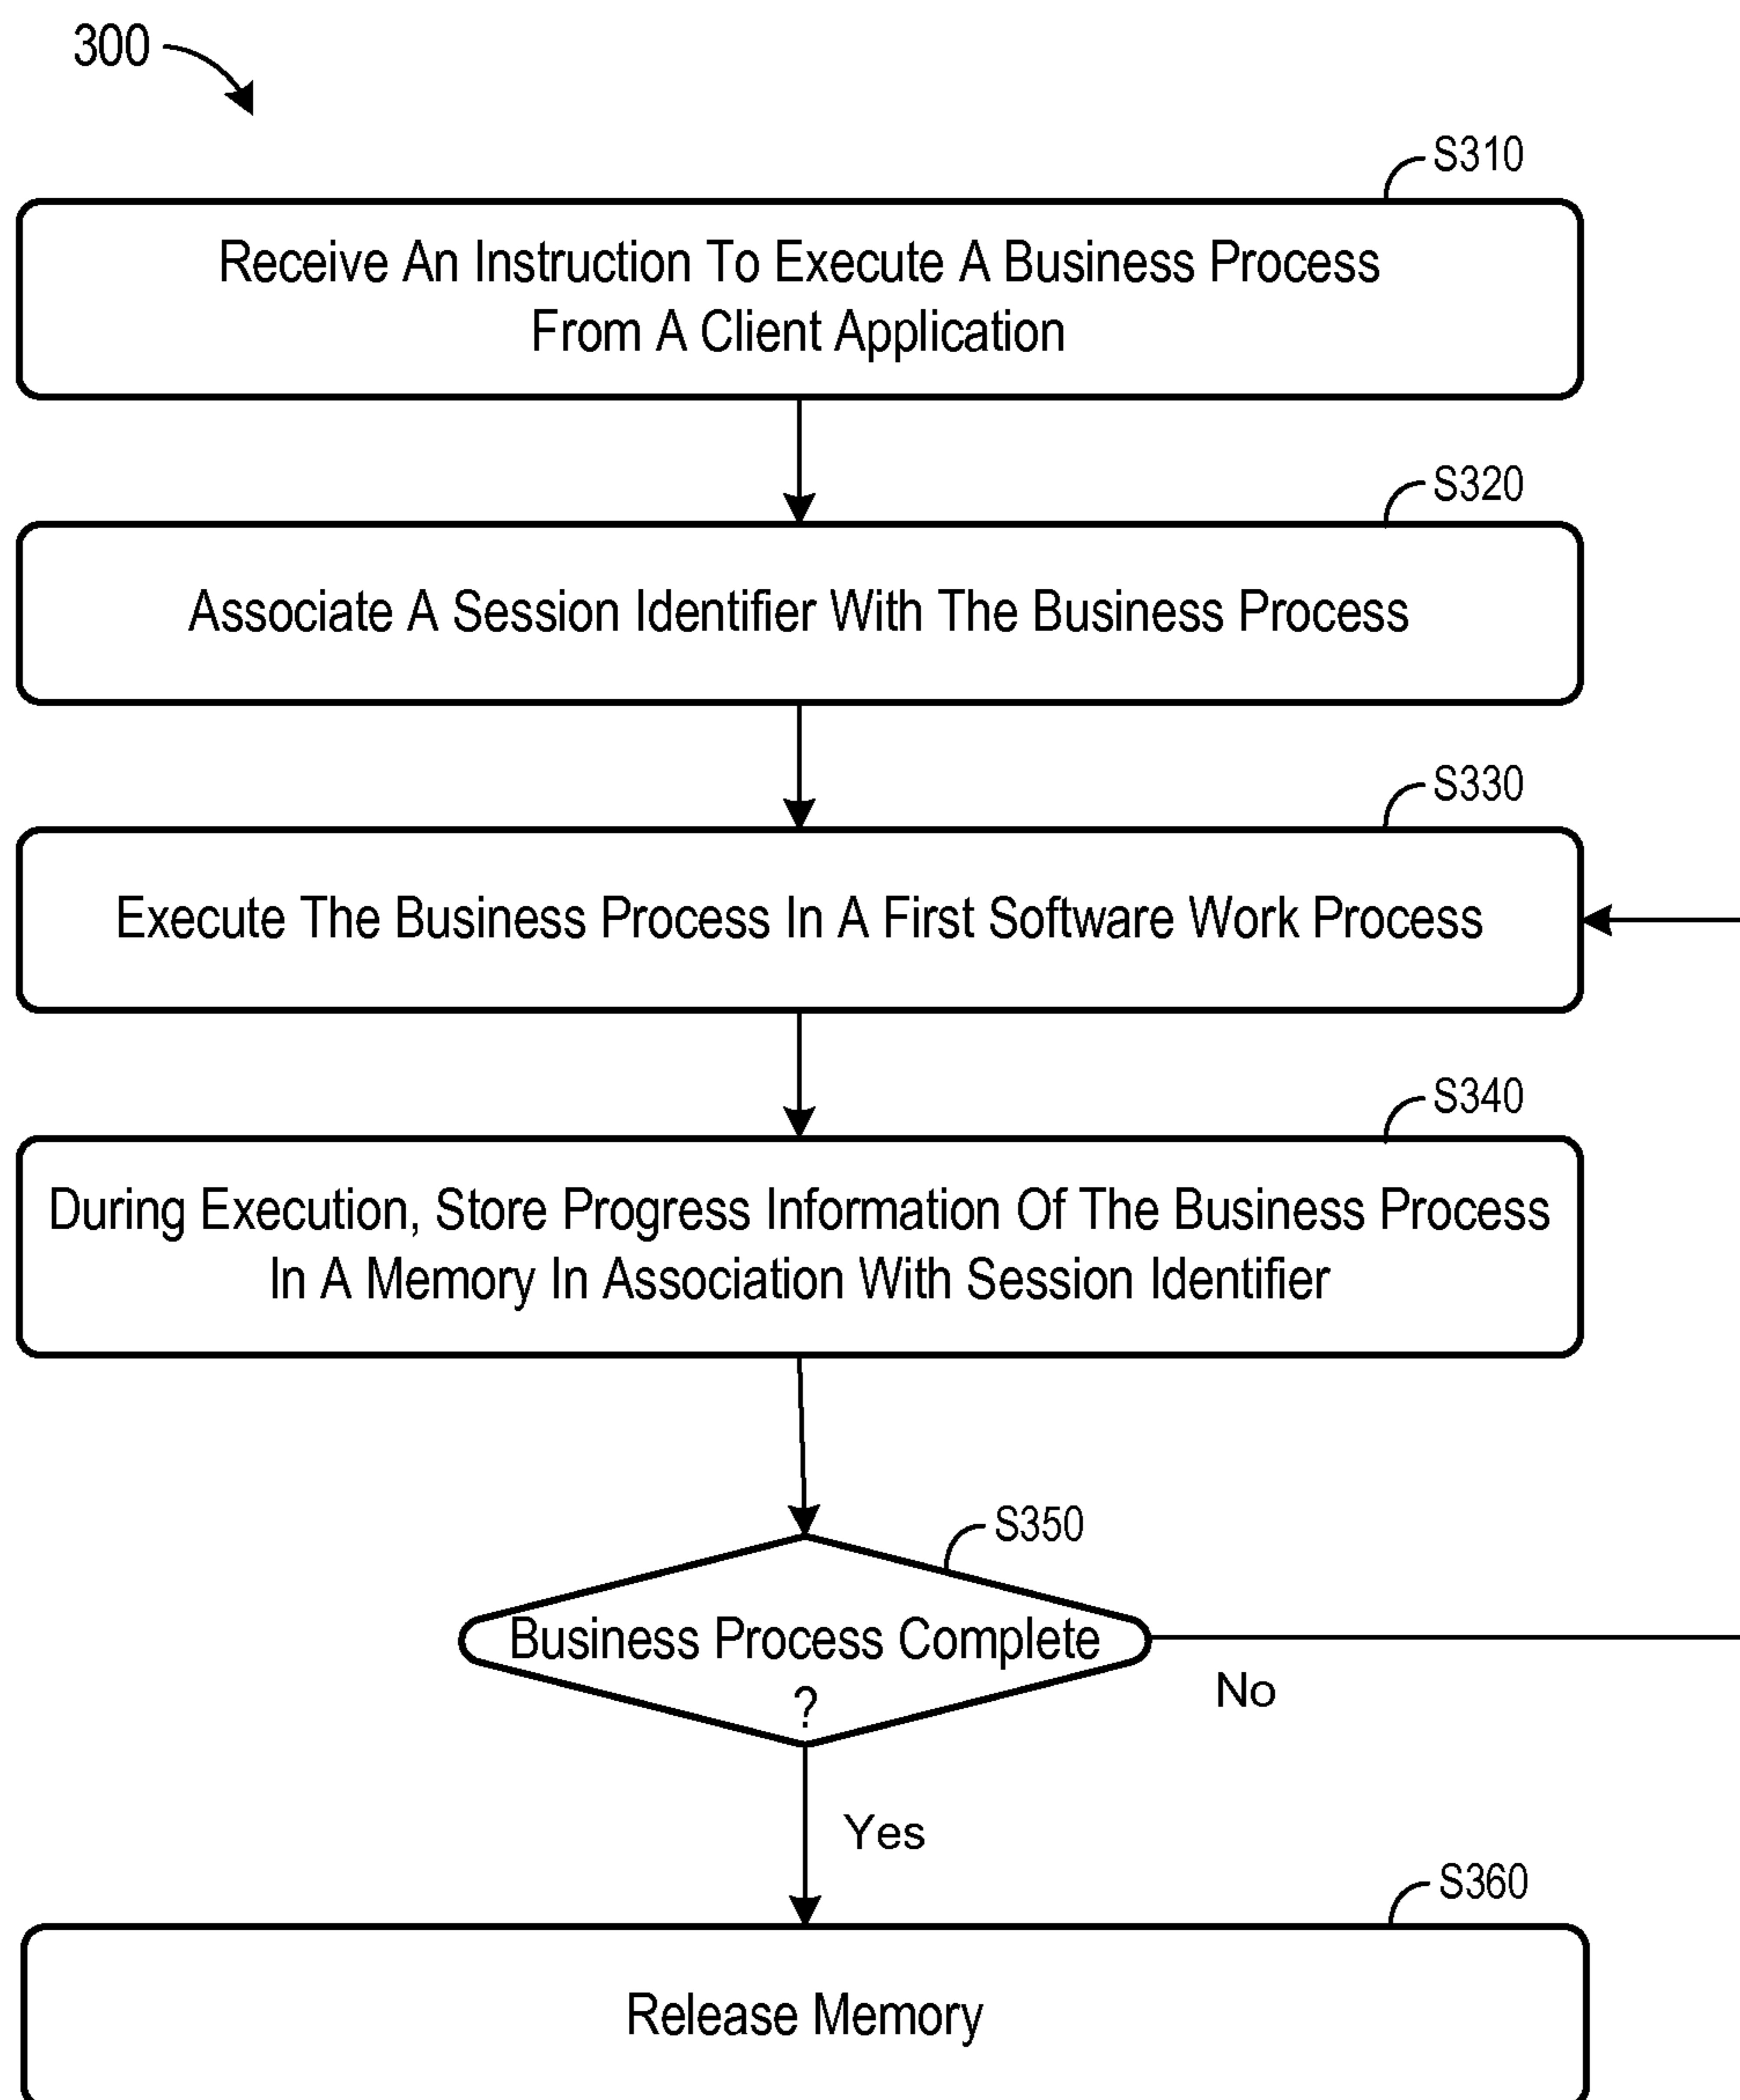 300
S310
Receive An Instruction To Execute A Business Process
From A Client Application
S320
Associate A Session Identifier With The Business Process
S330
Execute The Business Process In A First Software Work Process
S340
During Execution, Store Progress Information Of The Business Process
In A Memory In Association With Session Identifier
S350
Business Process Complete
?
No
Yes
S360
Release Memory